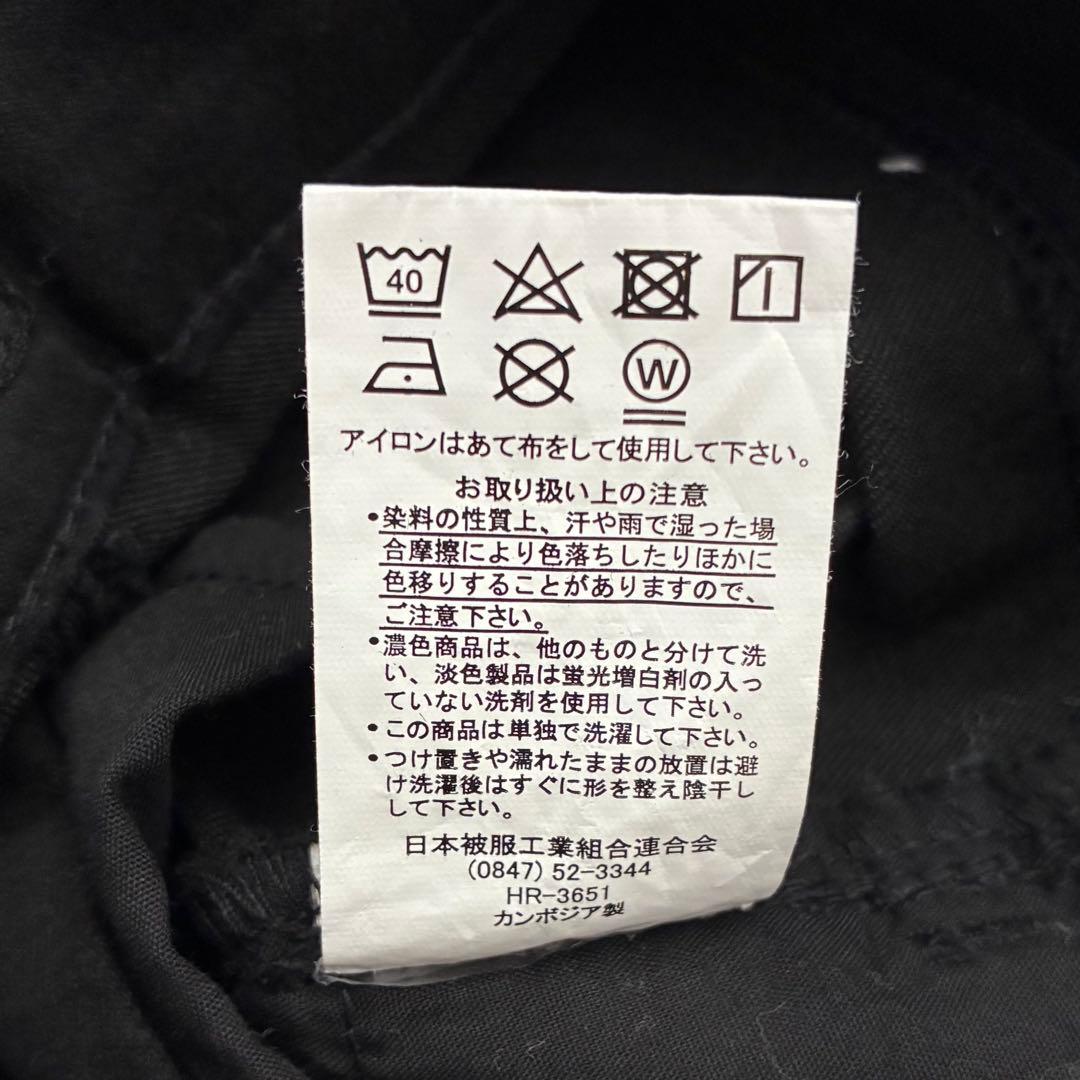 40
W
アイロンはあて布をして使用して下さい。
お取り扱い上の注意
•染料の性質上、汗や雨で湿った場
合摩擦により色落ちしたりほかに
色移りすることがありますので、
ご注意下さい。
•濃色商品は、他のものと分けて洗
い、淡色製品は蛍光増白剤の入っ
ていない洗剤を使用して下さい。
•この商品は単独で洗濯して下さい。
•つけ置きや濡れたままの放置は避
け洗濯後はすぐに形を整え陰干し
して下さい。
日本被服工業組合連合会
(0847) 52-3344
HR-3651
カンボジア製